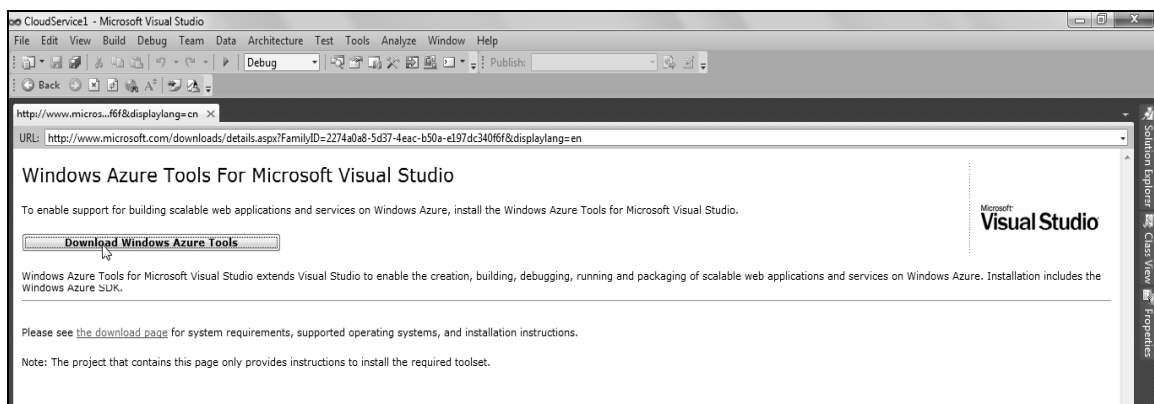 CloudService1 - Microsoft Visual Studio
File Edit View Build Debug Team Data Architecture Test Tools Analyze Window Help
Debug Publish:
Back
http://www.micros...f6f&displaylang=en
URL: http://www.microsoft.com/downloads/details.aspx?FamilyID=2274a0a8-5d37-4eac-b50a-e197dc340f6f&displaylang=en
Windows Azure Tools For Microsoft Visual Studio
To enable support for building scalable web applications and services on Windows Azure, install the Windows Azure Tools for Microsoft Visual Studio.
Microsoft
Visual Studio
Download Windows Azure Tools
Windows Azure Tools for Microsoft Visual Studio extends Visual Studio to enable the creation, building, debugging, running and packaging of scalable web applications and services on Windows Azure. Installation includes the
Windows Azure SDK.
Please see the download page for system requirements, supported operating systems, and installation instructions.
Note: The project that contains this page only provides instructions to install the required toolset.
Solution Explorer
Class View
Properties